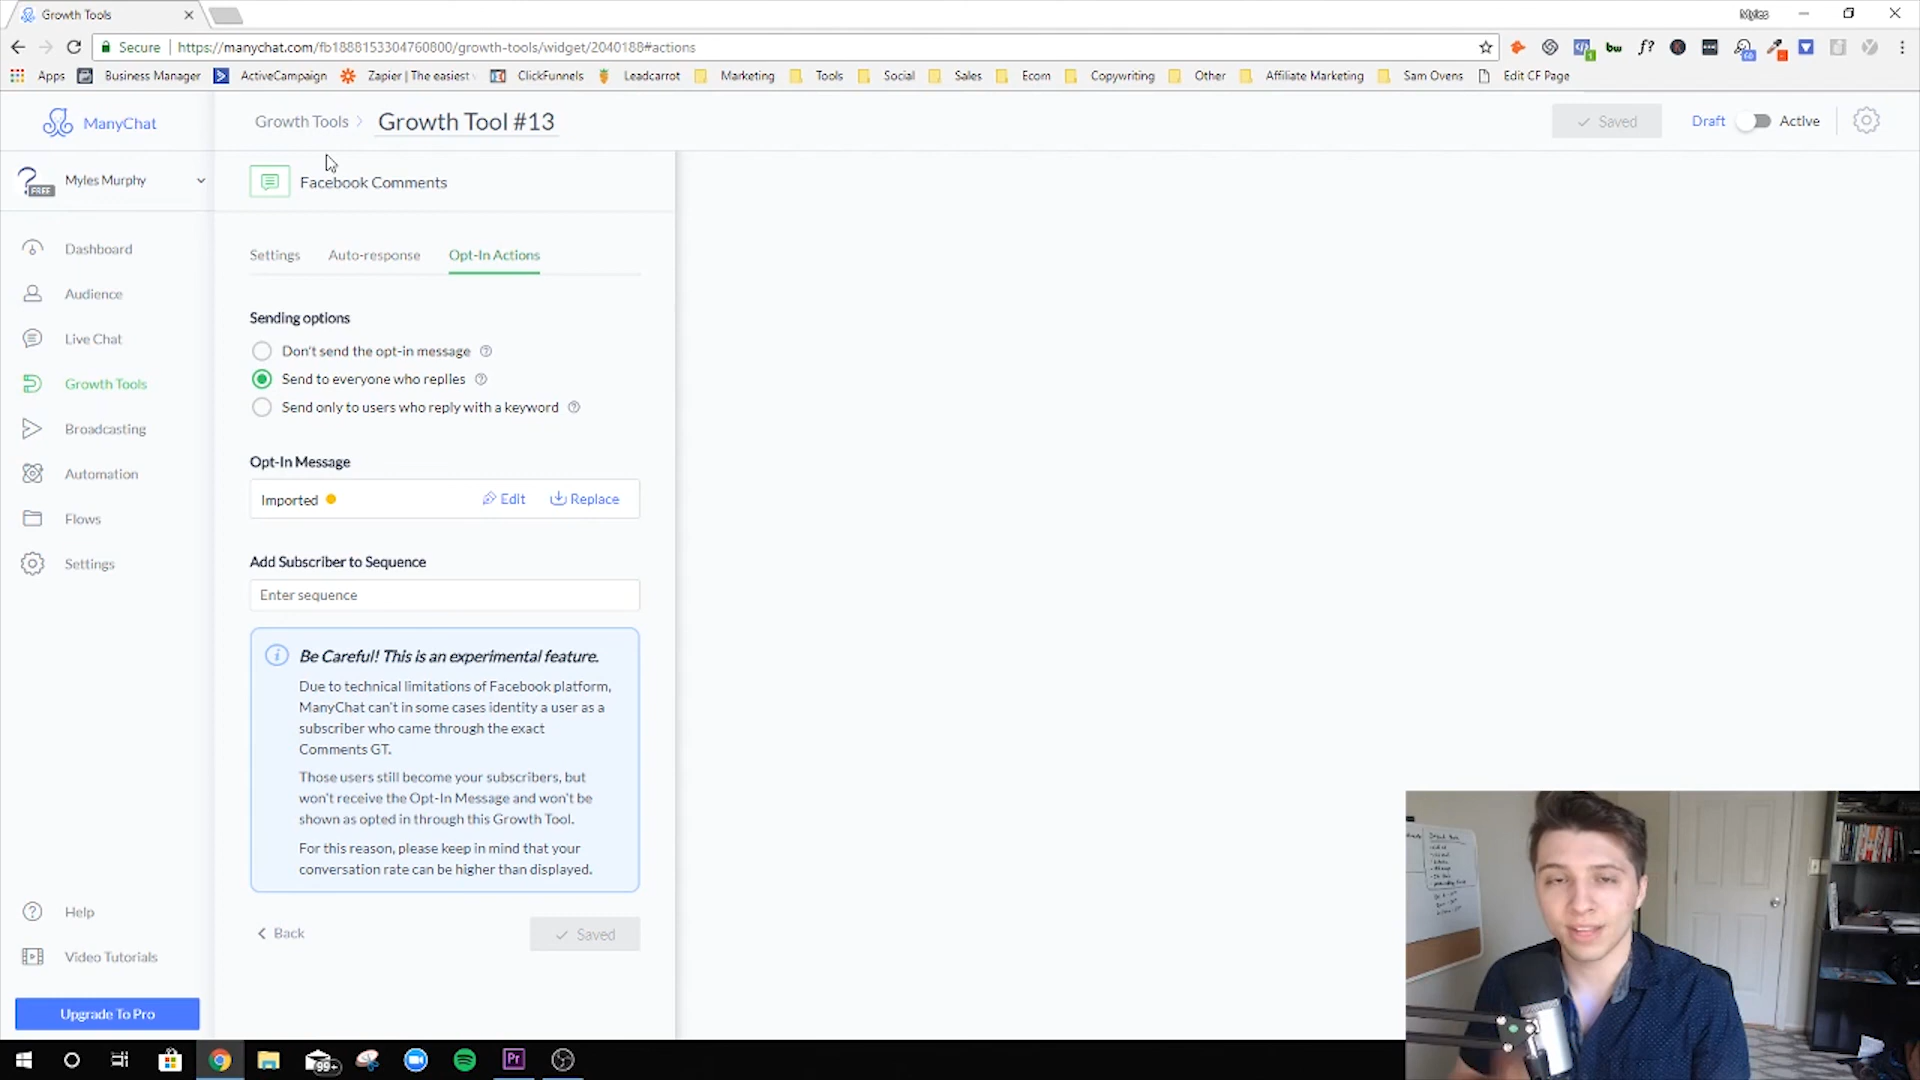 Growth Tools
Myles
Secure | https://manychat.com/fb1888153304760800/growth-tools/widget/2040188#actions
Apps Business Manager ActiveCampaign Zapier | The easiest ClickFunnels Leadcarrot Marketing Tools Social Sales Ecom Copywriting Other Affiliate Marketing Sam Ovens Edit CF Page
ManyChat
Growth Tools > Growth Tool #13
Saved
Draft Active
FREE Myles Murphy
Facebook Comments
Dashboard
Audience
Live Chat
Growth Tools
Broadcasting
Automation
Flows
Settings
Settings Auto-response Opt-In Actions
Sending options
Don't send the opt-in message
Send to everyone who replies
Send only to users who reply with a keyword
Opt-In Message
Imported Edit Replace
Add Subscriber to Sequence
Enter sequence
Be Careful! This is an experimental feature.
Due to technical limitations of Facebook platform,
ManyChat can't in some cases identity a user as a
subscriber who came through the exact
Comments GT.
Those users still become your subscribers, but
won't receive the Opt-In Message and won't be
shown as opted in through this Growth Tool.
For this reason, please keep in mind that your
conversation rate can be higher than displayed.
Back
Saved
Help
Video Tutorials
Upgrade To Pro
99+
Pr